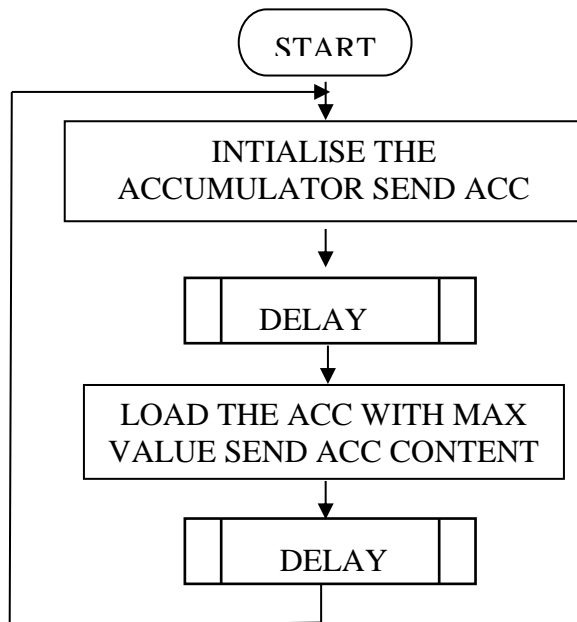 START
INTIALISE THE
ACCUMULATOR SEND ACC
DELAY
LOAD THE ACC WITH MAX
VALUE SEND ACC CONTENT
DELAY